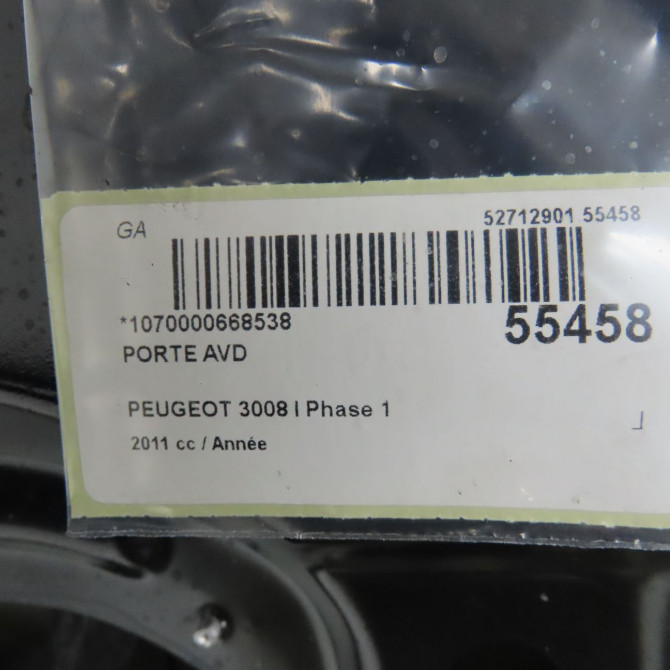 GA
52712901 55458
*1070000668538
55458
PORTE AVD
PEUGEOT 3008 I Phase 1
2011 cc / Année